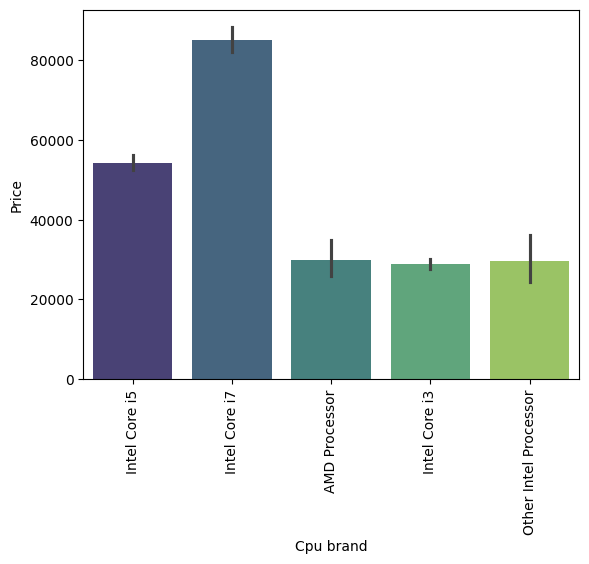 80000
60000
40000
20000
0
Price
Intel Core i5
Intel Core i7
AMD Processor
Intel Core i3
Other Intel Processor
Cpu brand